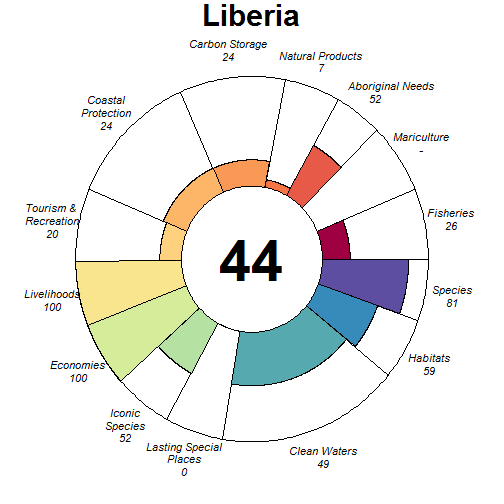 Liberia
Carbon Storage
24
Natural Products
7
Aboriginal Needs
52
Mariculture
-
Fisheries
26
Species
81
Habitats
59
Clean Waters
49
Lasting Special
Places
0
Iconic
Species
52
Economies
100
Livelihoods
100
Tourism &
Recreation
20
Coastal
Protection
24
44